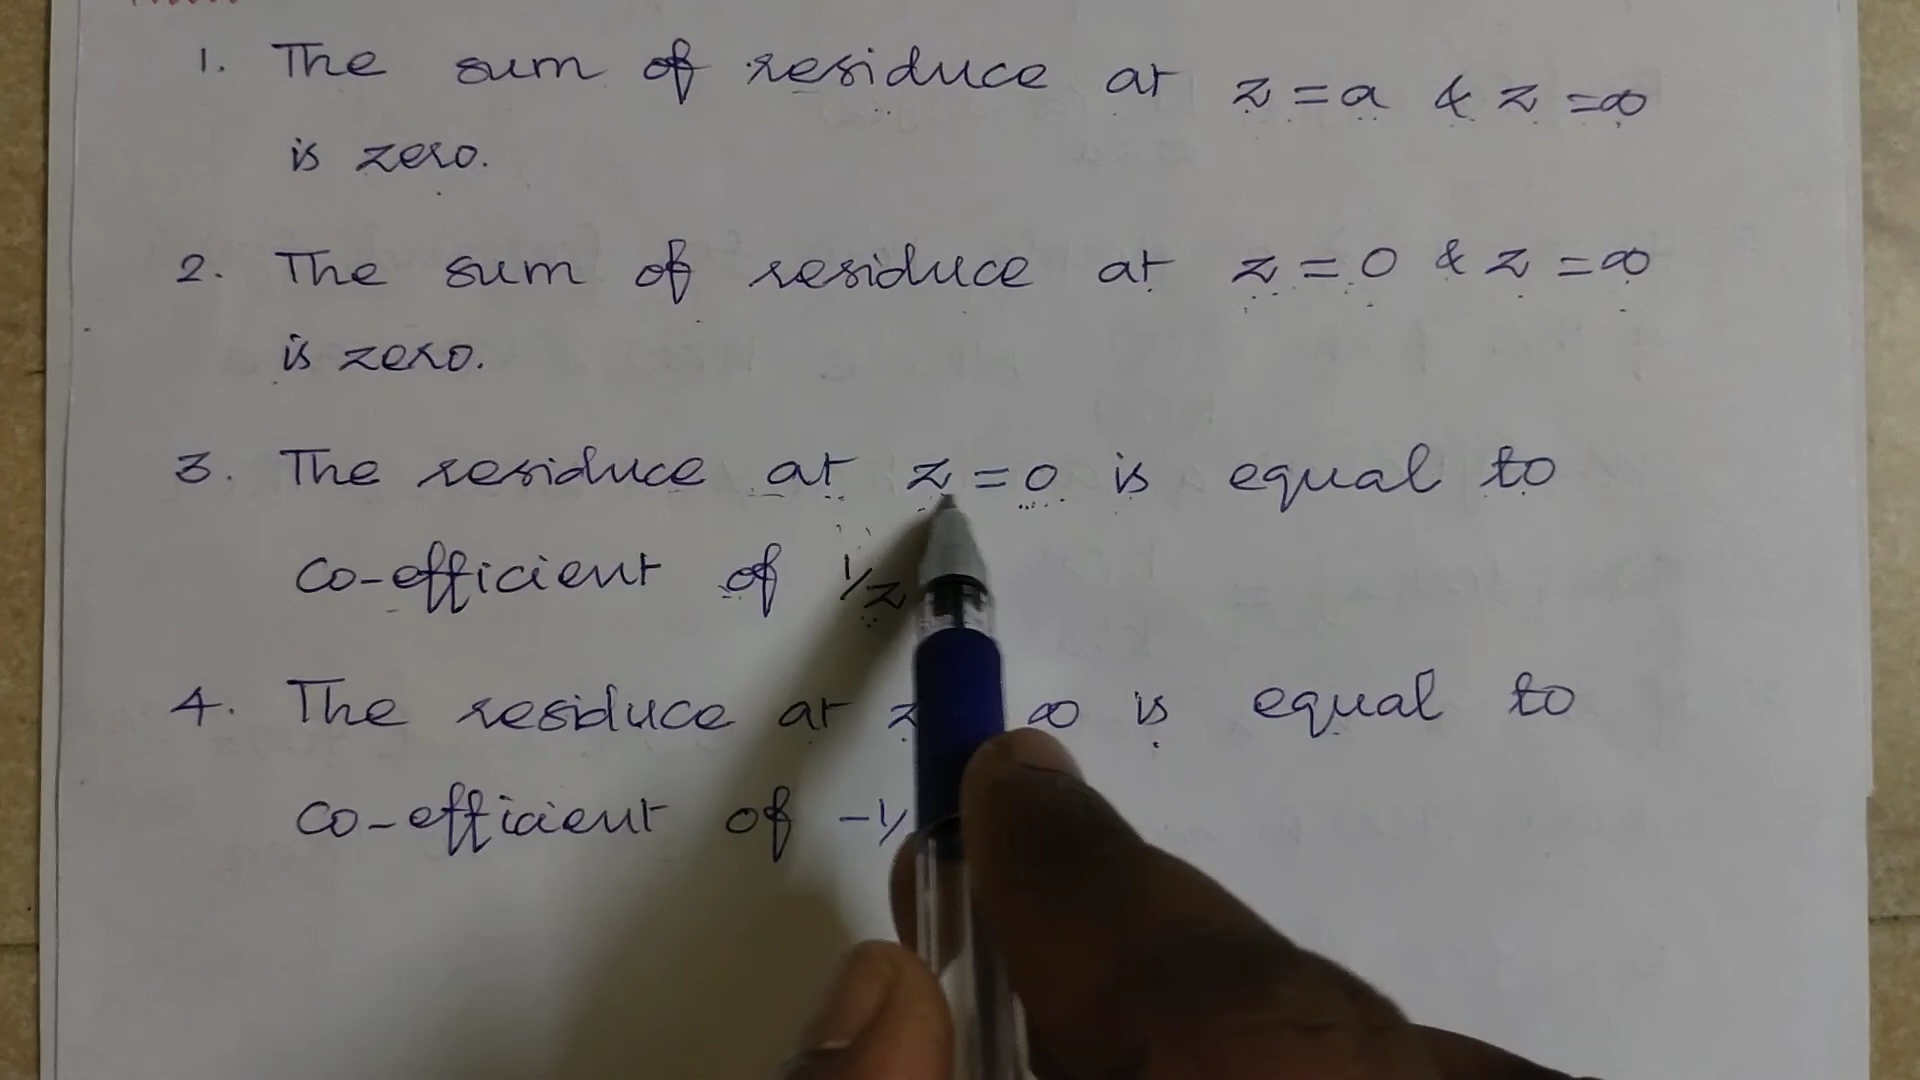 1. The sum of residuce at z = a & z = ∞
is zero.
2. The sum of residuce at z = 0 & z = ∞
is zero.
3. The residuce at z = 0 is equal to
co-efficient of 1/z
4. The residuce at z ∞ is equal to
co-efficient of -1/